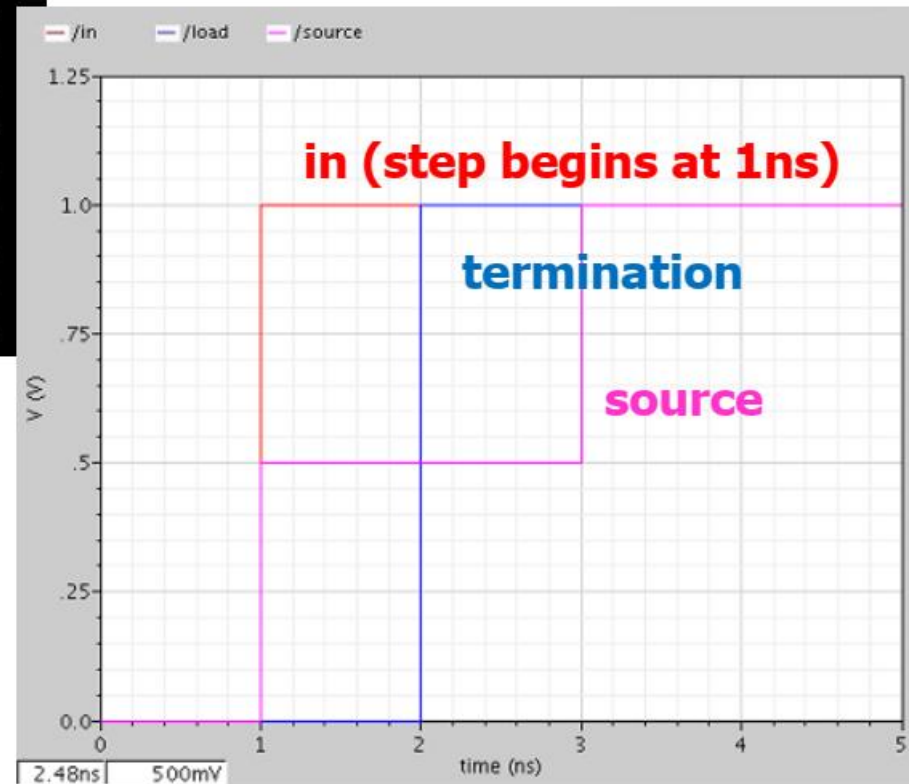 /in /load /source
1.25
in (step begins at 1ns)
1.0
termination
.75
V (V)
source
.5
.25
0.0
0 1 2 3 4 5
time (ns)
2.48ns 500mV